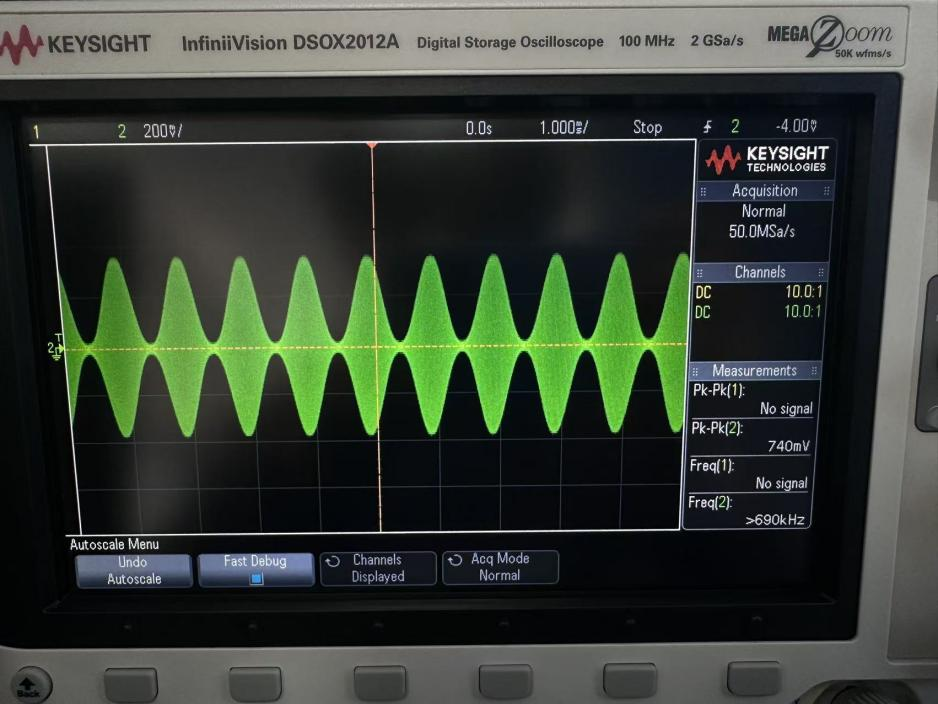 KEYSIGHT InfiniiVision DSOX2012A Digital Storage Oscilloscope 100 MHz 2 GSa/s MEGA Zoom
50K wfms/s
1 2 200mV/ 0.0s 1.000ms/ Stop 2 -4.00V
KEYSIGHT
TECHNOLOGIES
Acquisition
Normal
50.0MSa/s
Channels
DC 10.0:1
DC 10.0:1
T
2
Measurements
Pk-Pk(1):
No signal
Pk-Pk(2):
740mV
Freq(1):
No signal
Freq(2):
>690kHz
Autoscale Menu
Undo
Autoscale
Fast Debug
Channels
Displayed
Acq Mode
Normal
Back